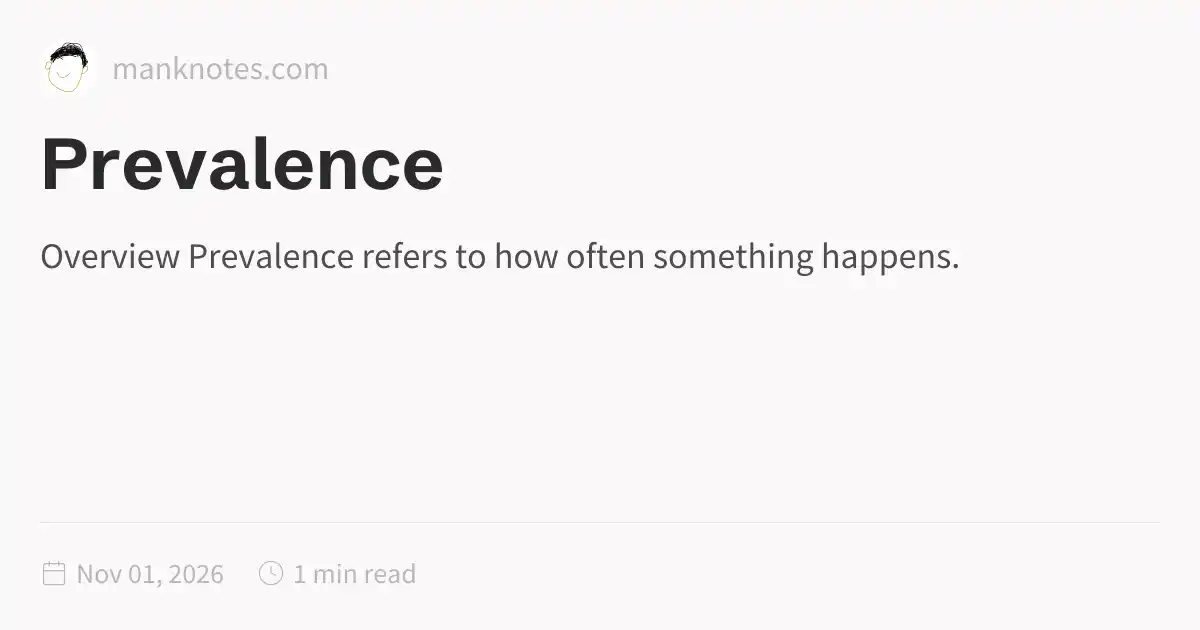 manknotes.com
Prevalence
Overview Prevalence refers to how often something happens.
Nov 01, 2026 1 min read